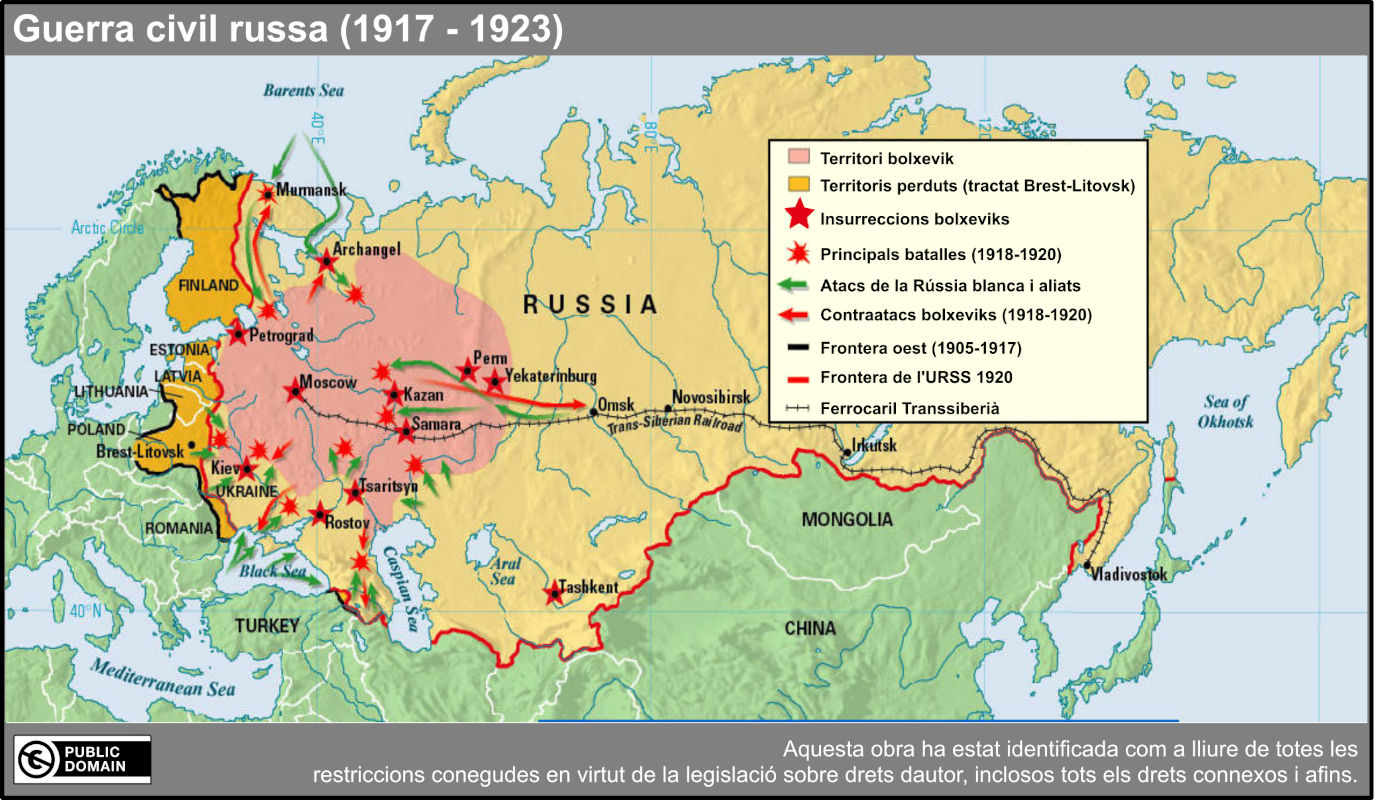 Guerra civil russa (1917 - 1923)
Barents Sea
40°E
80°E
120
Territori bolxevik
Territoris perduts (tractat Brest-Litovsk)
Insurreccions bolxeviks
Principals batalles (1918-1920)
Atacs de la Rússia blanca i aliats
Contraatacs bolxeviks (1918-1920)
Frontera oest (1905-1917)
Frontera de l'URSS 1920
Ferrocaril Transsiberià
Murmansk
Arctic Circle
Archangel
FINLAND
RUSSIA
Petrograd
ESTONIA
Perm
LATVIA
Yekaterinburg
Moscow
LITHUANIA
Kazan
Novosibirsk
Omsk
Sea of
Okhotsk
Samara
Trans-Siberian Railroad
POLAND
Irkutsk
Brest-Litovsk
Kiev
Tsaritsyn
UKRAINE
Rostov
MONGOLIA
ROMANIA
Black Sea
Caspian Sea
Aral
Sea
Vladivostok
Tashkent
40°N
TURKEY
CHINA
Mediterranean Sea
PUBLIC
DOMAIN
Aquesta obra ha estat identificada com a lliure de totes les
restriccions conegudes en virtut de la legislació sobre drets dautor, inclosos tots els drets connexos i afins.